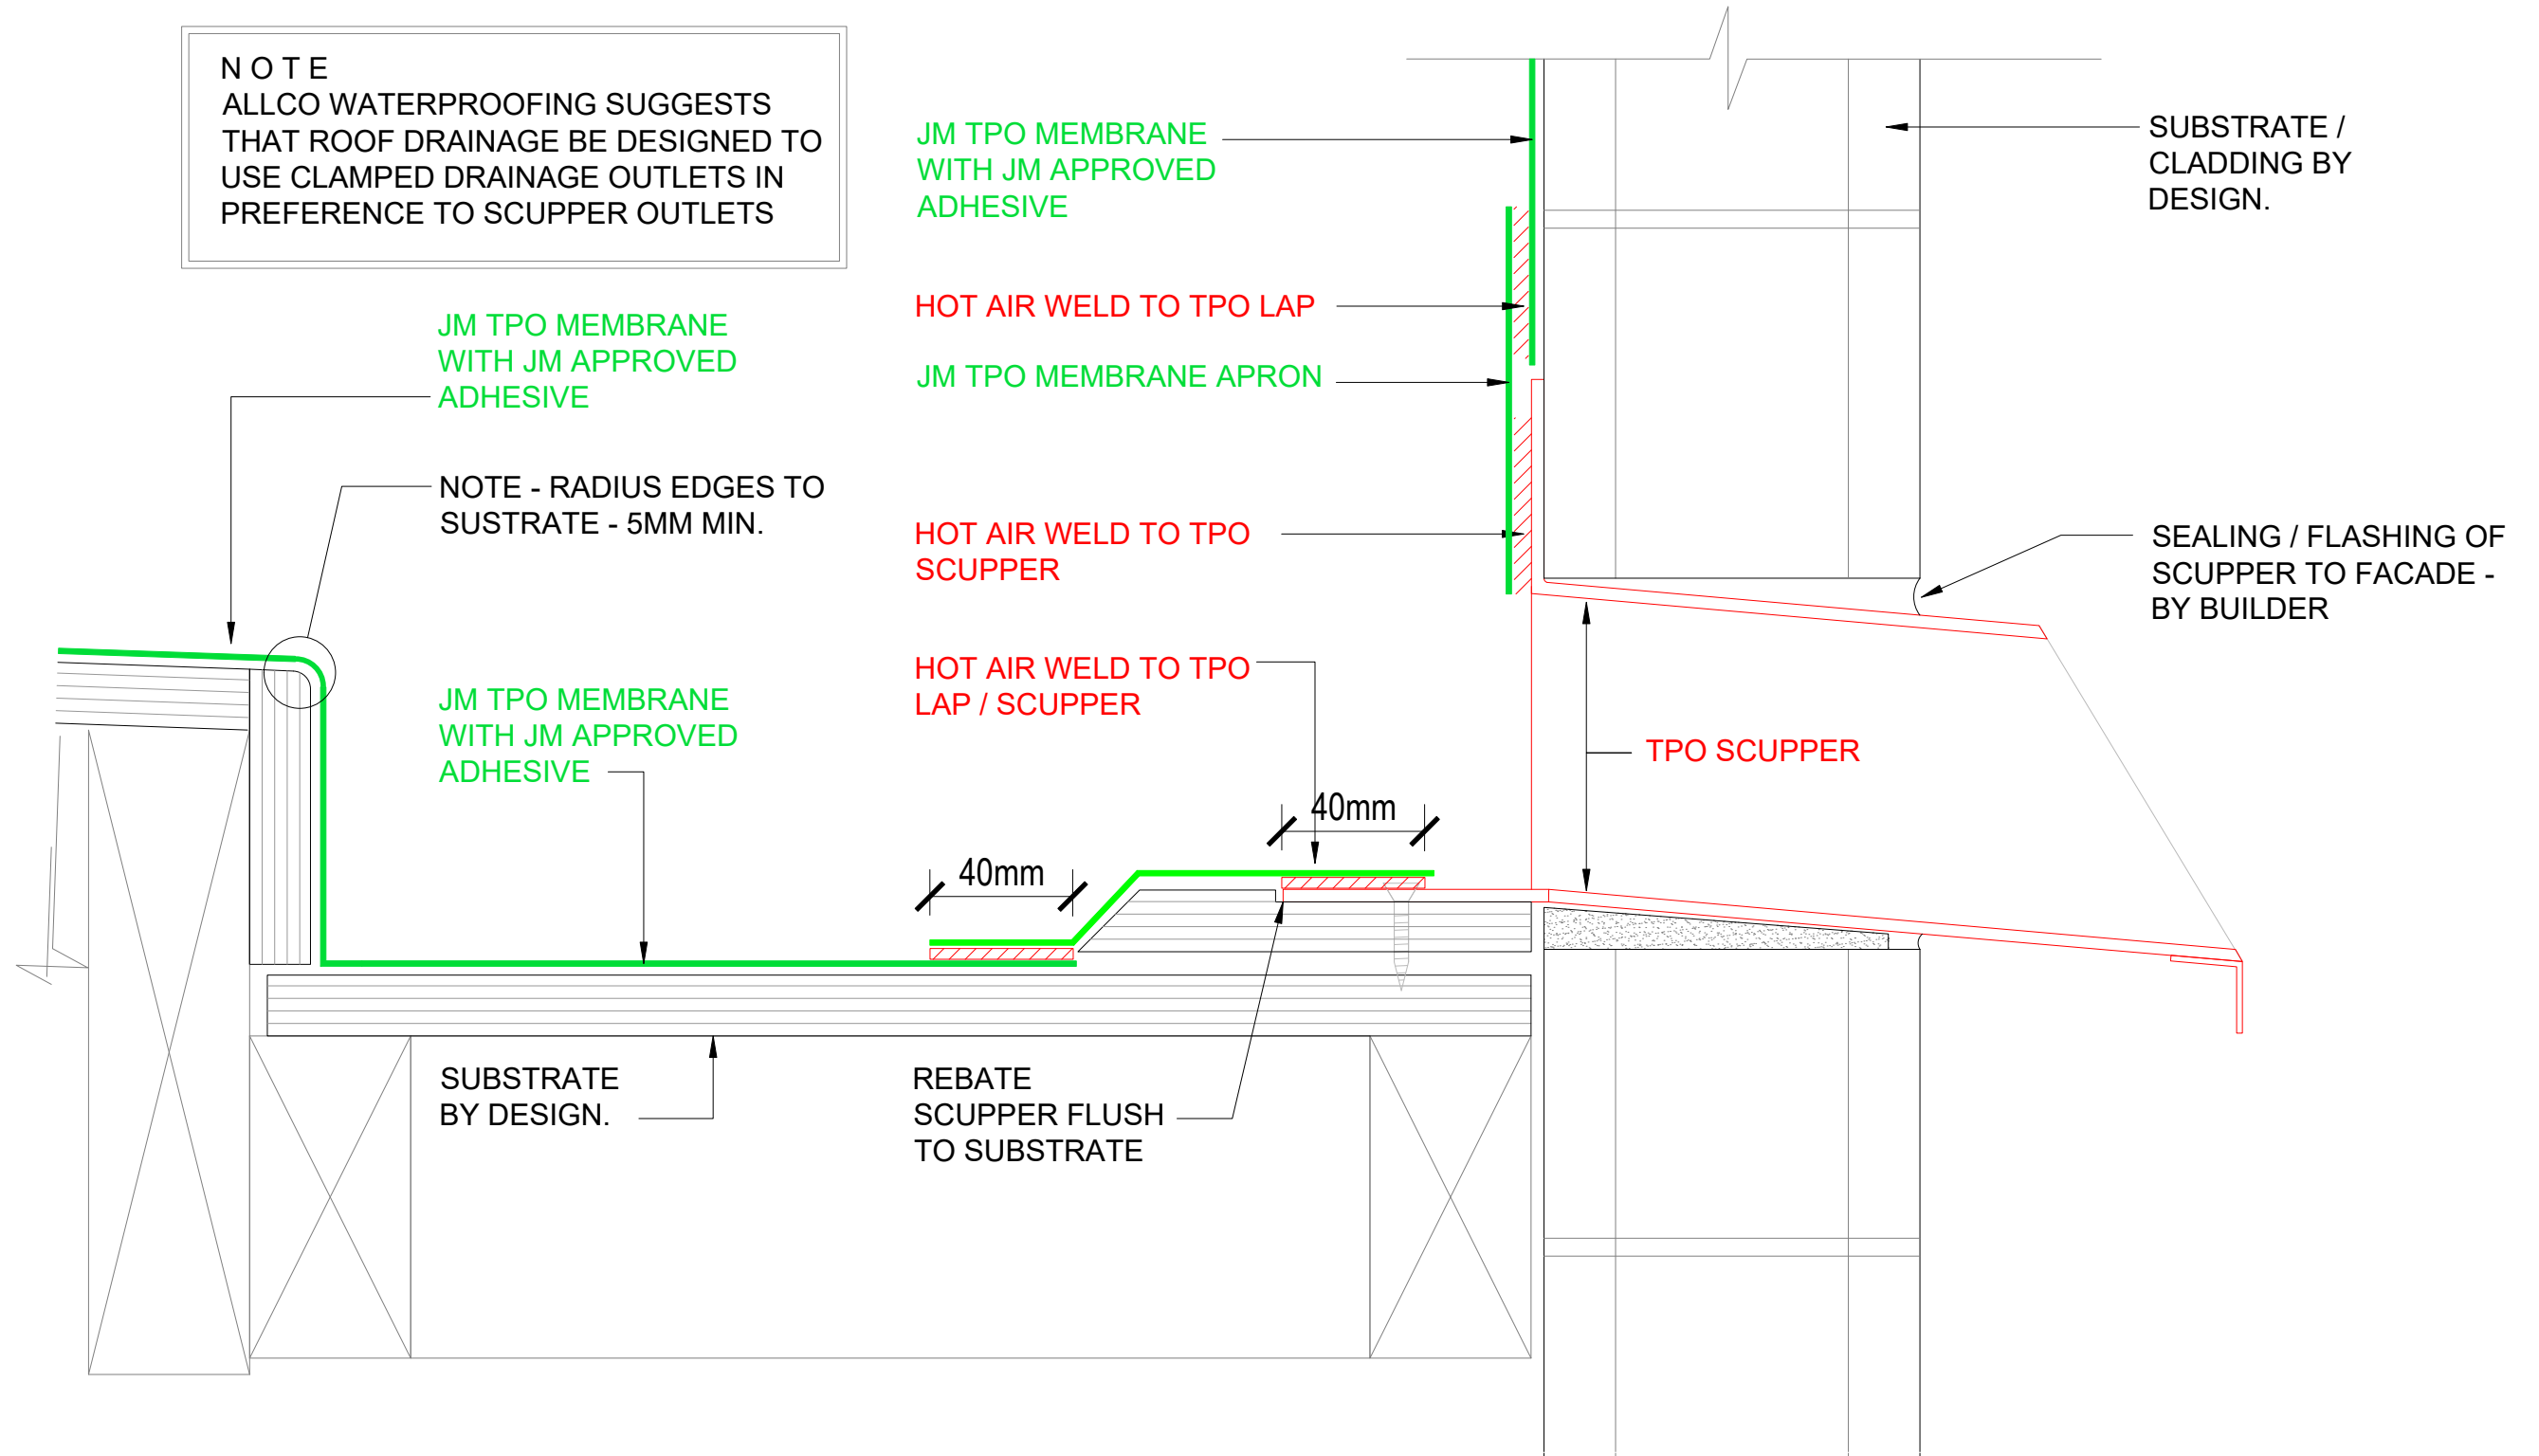 N O T E
ALLCO WATERPROOFING SUGGESTS
THAT ROOF DRAINAGE BE DESIGNED TO
USE CLAMPED DRAINAGE OUTLETS IN
PREFERENCE TO SCUPPER OUTLETS
JM TPO MEMBRANE
WITH JM APPROVED
ADHESIVE
NOTE - RADIUS EDGES TO
SUSTRATE - 5MM MIN.
JM TPO MEMBRANE
WITH JM APPROVED
ADHESIVE
SUBSTRATE
BY DESIGN.
JM TPO MEMBRANE
WITH JM APPROVED
ADHESIVE
HOT AIR WELD TO TPO LAP
JM TPO MEMBRANE APRON
HOT AIR WELD TO TPO
SCUPPER
HOT AIR WELD TO TPO
LAP / SCUPPER
40mm
40mm
REBATE
SCUPPER FLUSH
TO SUBSTRATE
TPO SCUPPER
SUBSTRATE /
CLADDING BY
DESIGN.
SEALING / FLASHING OF
SCUPPER TO FACADE -
BY BUILDER